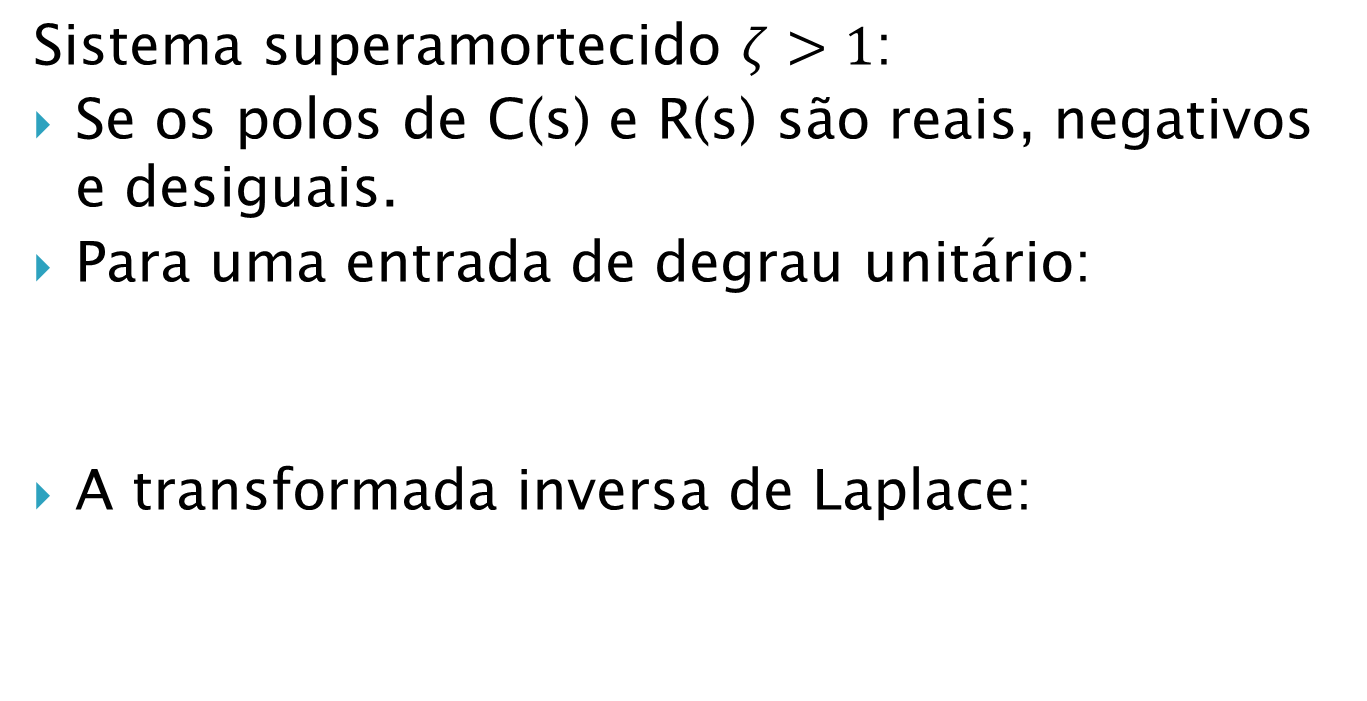 Sistema superamortecido ζ > 1:
Se os polos de C(s) e R(s) são reais, negativos
e desiguais.
Para uma entrada de degrau unitário:
A transformada inversa de Laplace: